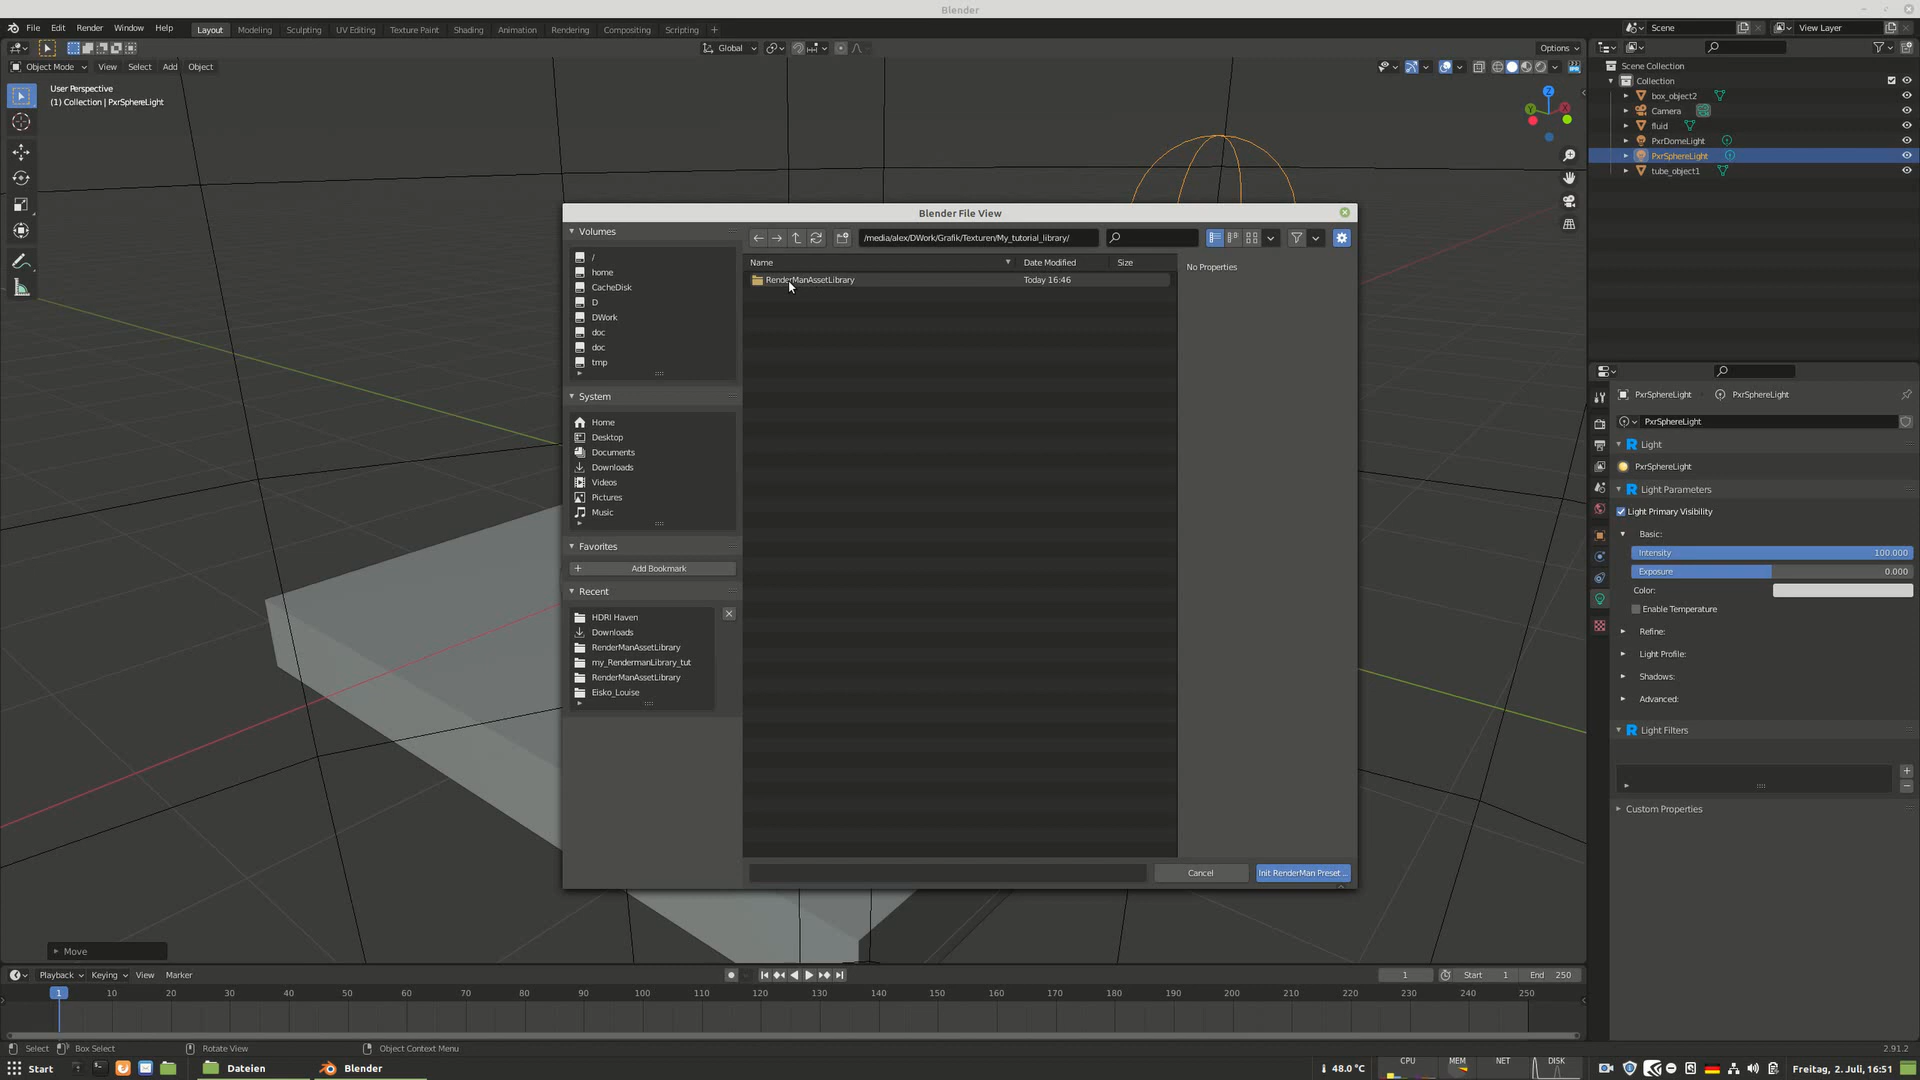 Blender
File Edit Render Window Help
Layout Modeling Sculpting UV Editing Texture Paint Shading Animation Rendering Compositing Scripting +
Scene
View Layer
Global
Options
Object Mode View Select Add Object
User Perspective
(1) Collection | PxrSphereLight
Z
Y
X
Scene Collection
Collection
box_object2
Camera
fluid
PxrDomeLight
PxrSphereLight
tube_object1
Blender File View
Volumes
/
home
CacheDisk
D
DWork
doc
doc
tmp
System
Home
Desktop
Documents
Downloads
Videos
Pictures
Music
Favorites
Add Bookmark
Recent
HDRI Haven
Downloads
RenderManAssetLibrary
my_RendermanLibrary_tut
RenderManAssetLibrary
Eisko_Louise
/media/alex/DWork/Grafik/Texturen/My_tutorial_library/
Name Date Modified Size
RenderManAssetLibrary Today 16:46
No Properties
Cancel
Init RenderMan Preset ...
PxrSphereLight PxrSphereLight
PxrSphereLight
Light
PxrSphereLight
Light Parameters
Light Primary Visibility
Basic:
Intensity 100.000
Exposure 0.000
Color:
Enable Temperature
Refine:
Light Profile:
Shadows:
Advanced:
Light Filters
Custom Properties
Move
Playback Keying View Marker
1 Start 1 End 250
1 10 20 30 40 50 60 70 80 90 100 110 120 130 140 150 160 170 180 190 200 210 220 230 240 250
Select Box Select Rotate View Object Context Menu 2.91.2
Start Dateien Blender
48.0 °C CPU MEM NET DISK
Freitag, 2. Juli, 16:51